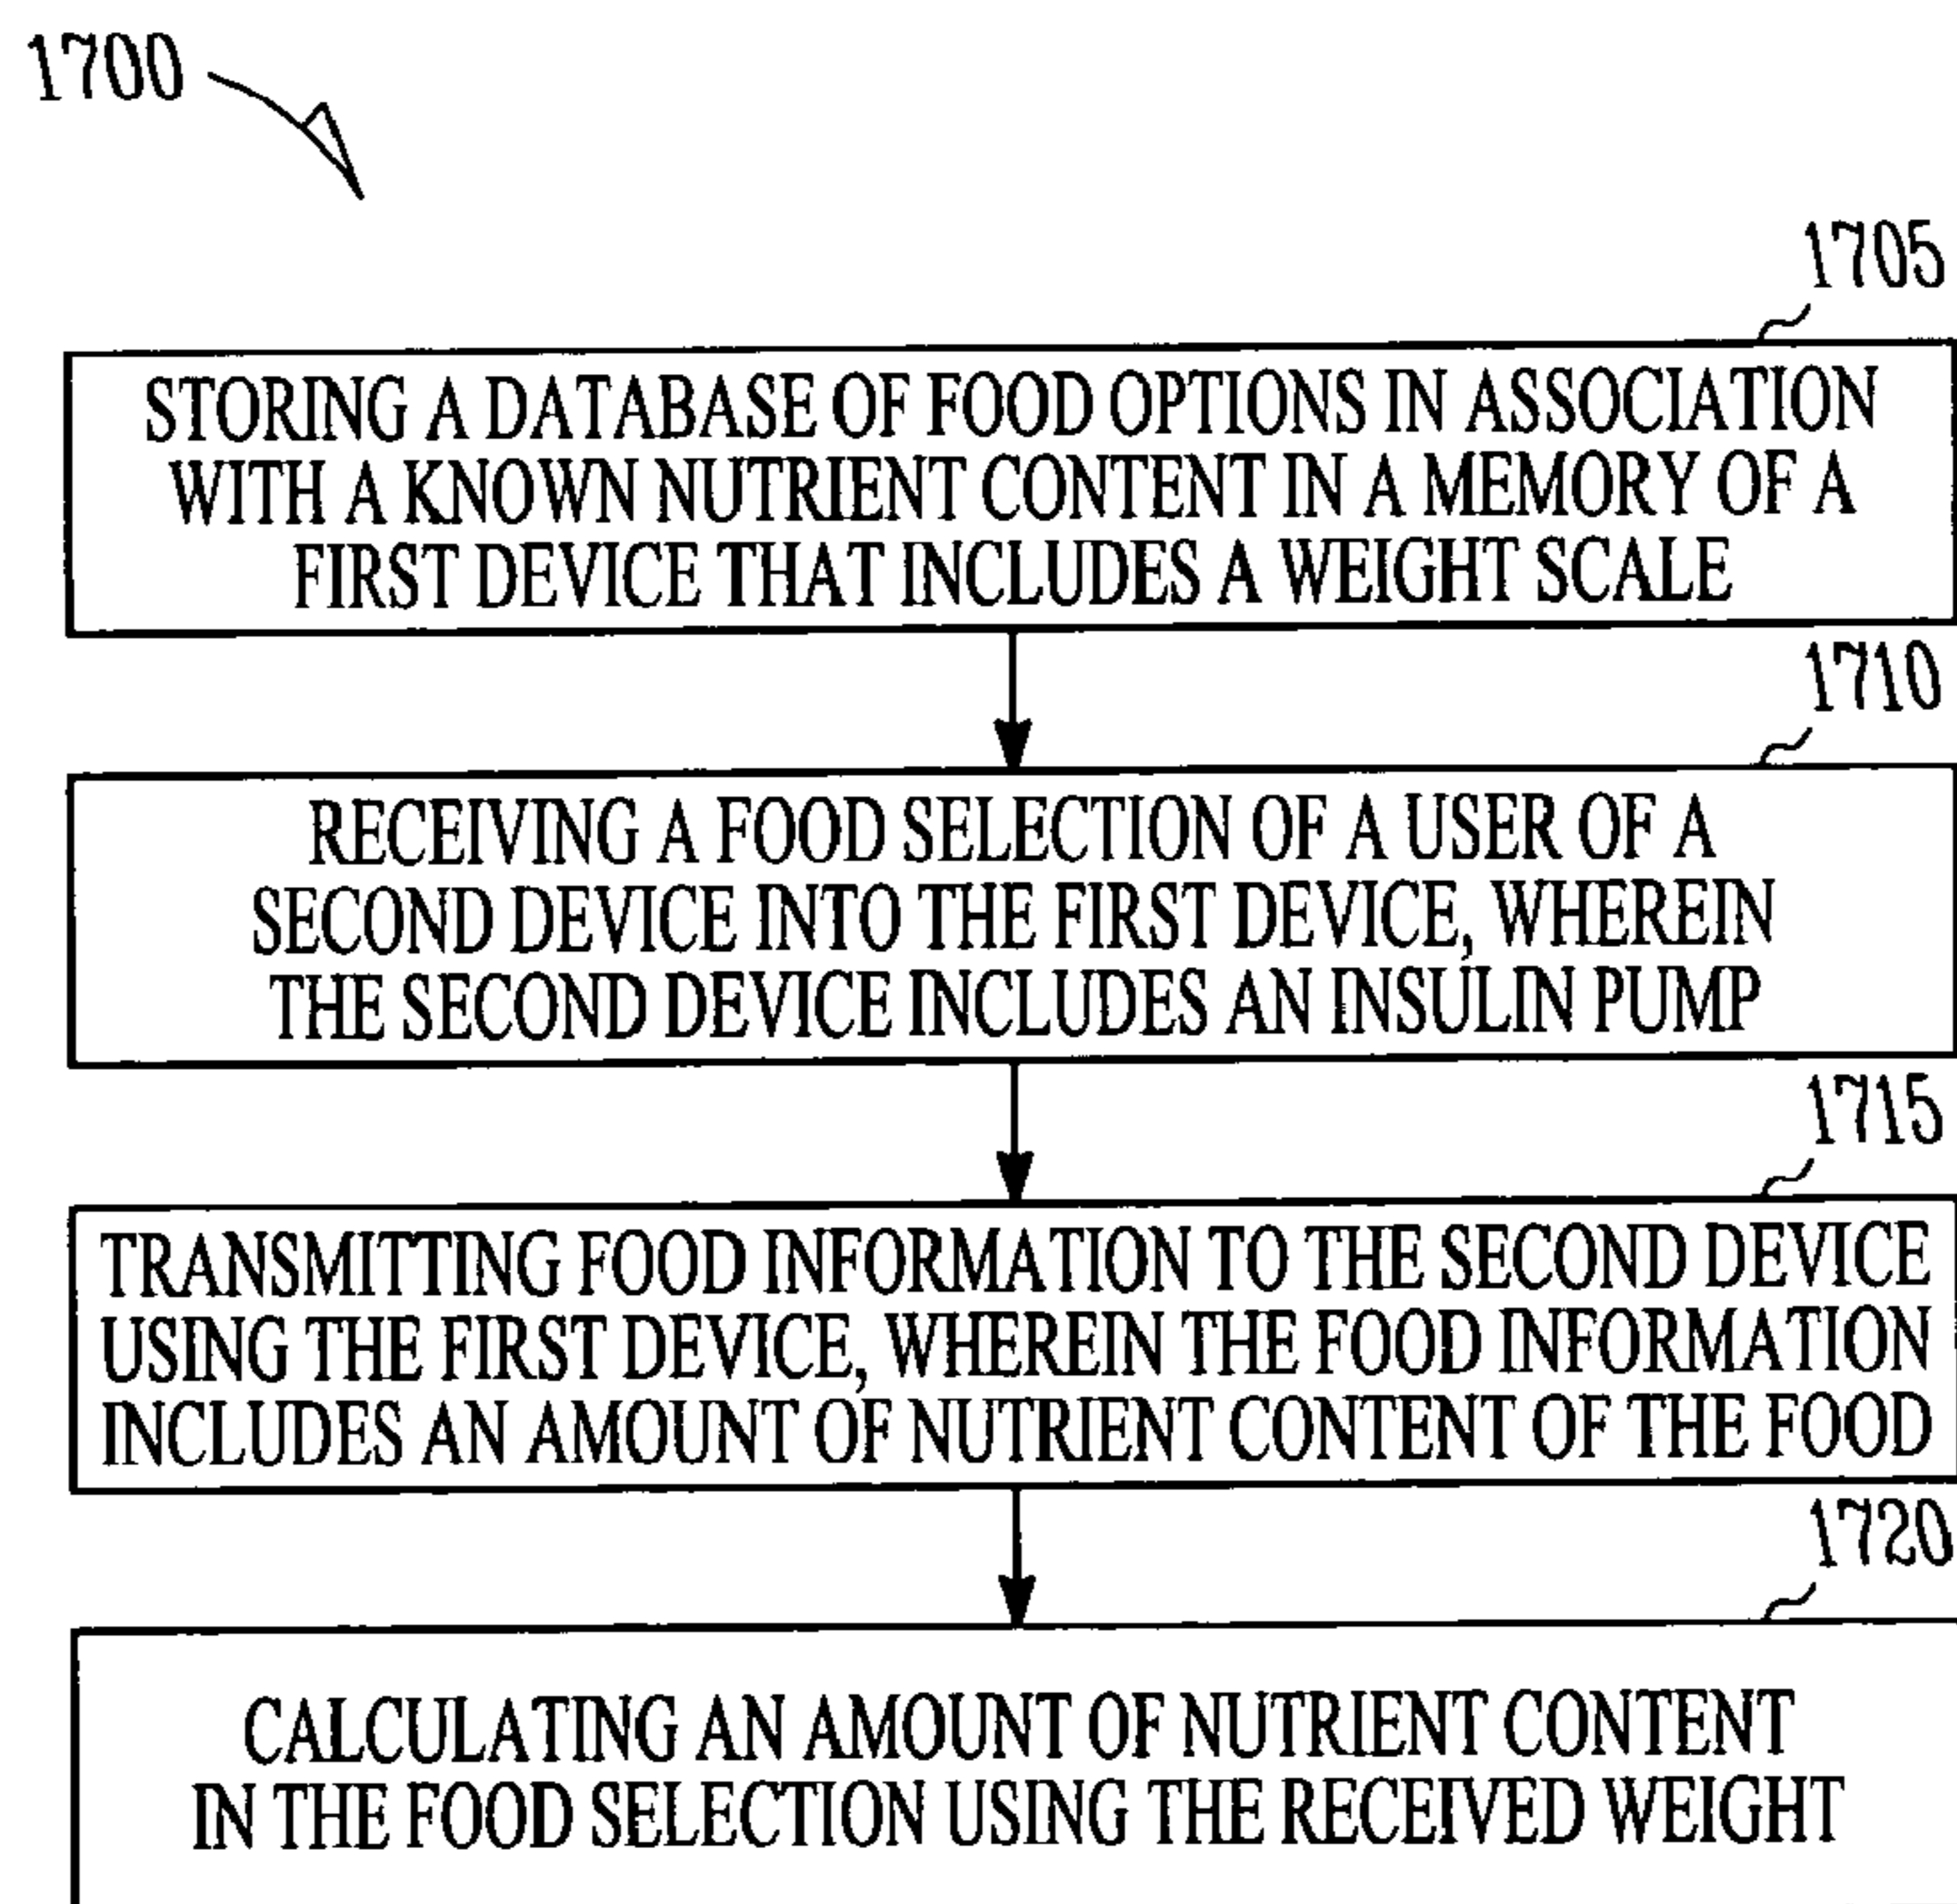 1700
1705
STORING A DATABASE OF FOOD OPTIONS IN ASSOCIATION
WITH A KNOWN NUTRIENT CONTENT IN A MEMORY OF A
FIRST DEVICE THAT INCLUDES A WEIGHT SCALE
1710
RECEIVING A FOOD SELECTION OF A USER OF A
SECOND DEVICE INTO THE FIRST DEVICE, WHEREIN
THE SECOND DEVICE INCLUDES AN INSULIN PUMP
1715
TRANSMITTING FOOD INFORMATION TO THE SECOND DEVICE
USING THE FIRST DEVICE, WHEREIN THE FOOD INFORMATION
INCLUDES AN AMOUNT OF NUTRIENT CONTENT OF THE FOOD
1720
CALCULATING AN AMOUNT OF NUTRIENT CONTENT
IN THE FOOD SELECTION USING THE RECEIVED WEIGHT